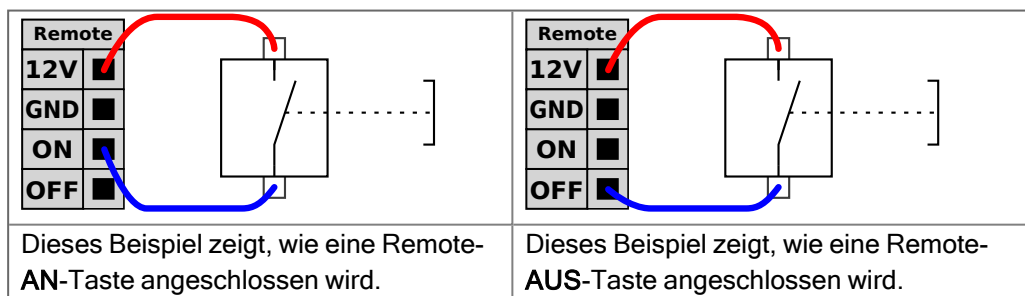 Remote
12V
GND
ON
OFF
Dieses Beispiel zeigt, wie eine Remote-
AN-Taste angeschlossen wird.
Remote
12V
GND
ON
OFF
Dieses Beispiel zeigt, wie eine Remote-
AUS-Taste angeschlossen wird.